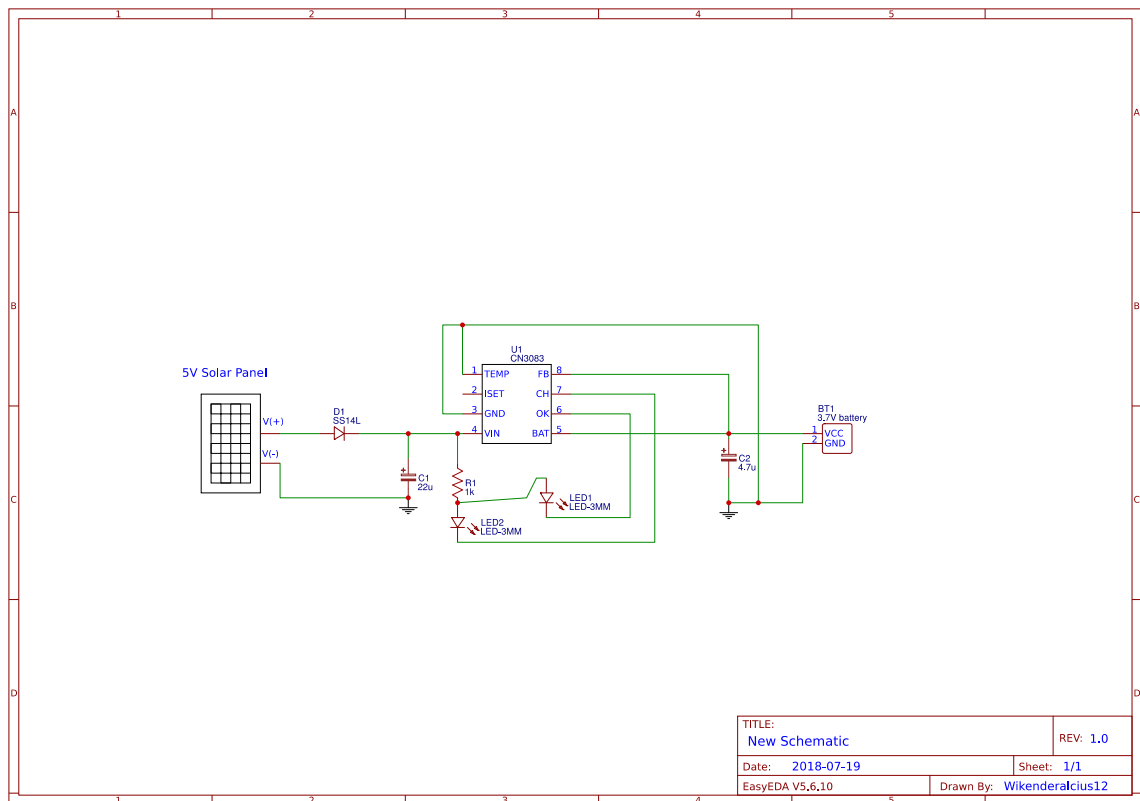 1 2 3 4 5
A A
B B
C C
D D
1 2 3 4 5
5V Solar Panel
V(+)
V(-)
D1
SS14L
C1
22u
R1
1k
LED2
LED-3MM
LED1
LED-3MM
U1
CN3083
1 TEMP FB 8
2 ISET CH 7
3 GND OK 6
4 VIN BAT 5
C2
4.7u
BT1
3.7V battery
1 VCC
2 GND
TITLE:
New Schematic
REV: 1.0
Date: 2018-07-19
Sheet: 1/1
EasyEDA V5.6.10
Drawn By: Wikenderalcius12